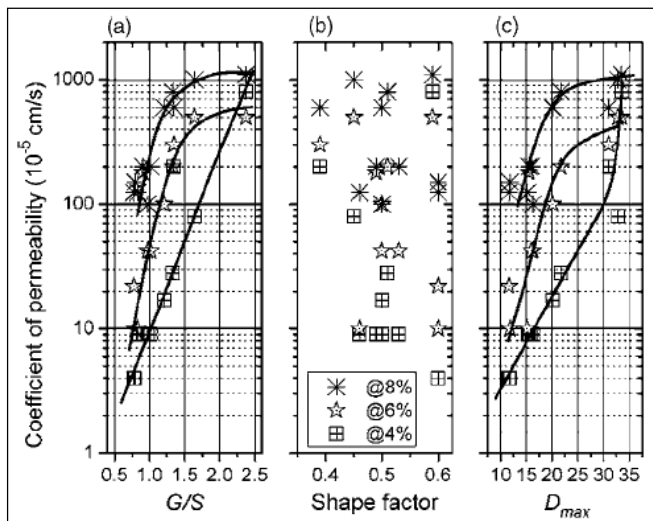 (a) (b) (c)
Coefficient of permeability (10⁻⁵ cm/s)
1000
100
10
1
@8%
@6%
@4%
0.5 1.0 1.5 2.0 2.5 0.4 0.5 0.6 10 15 20 25 30 35
G/S Shape factor D_max